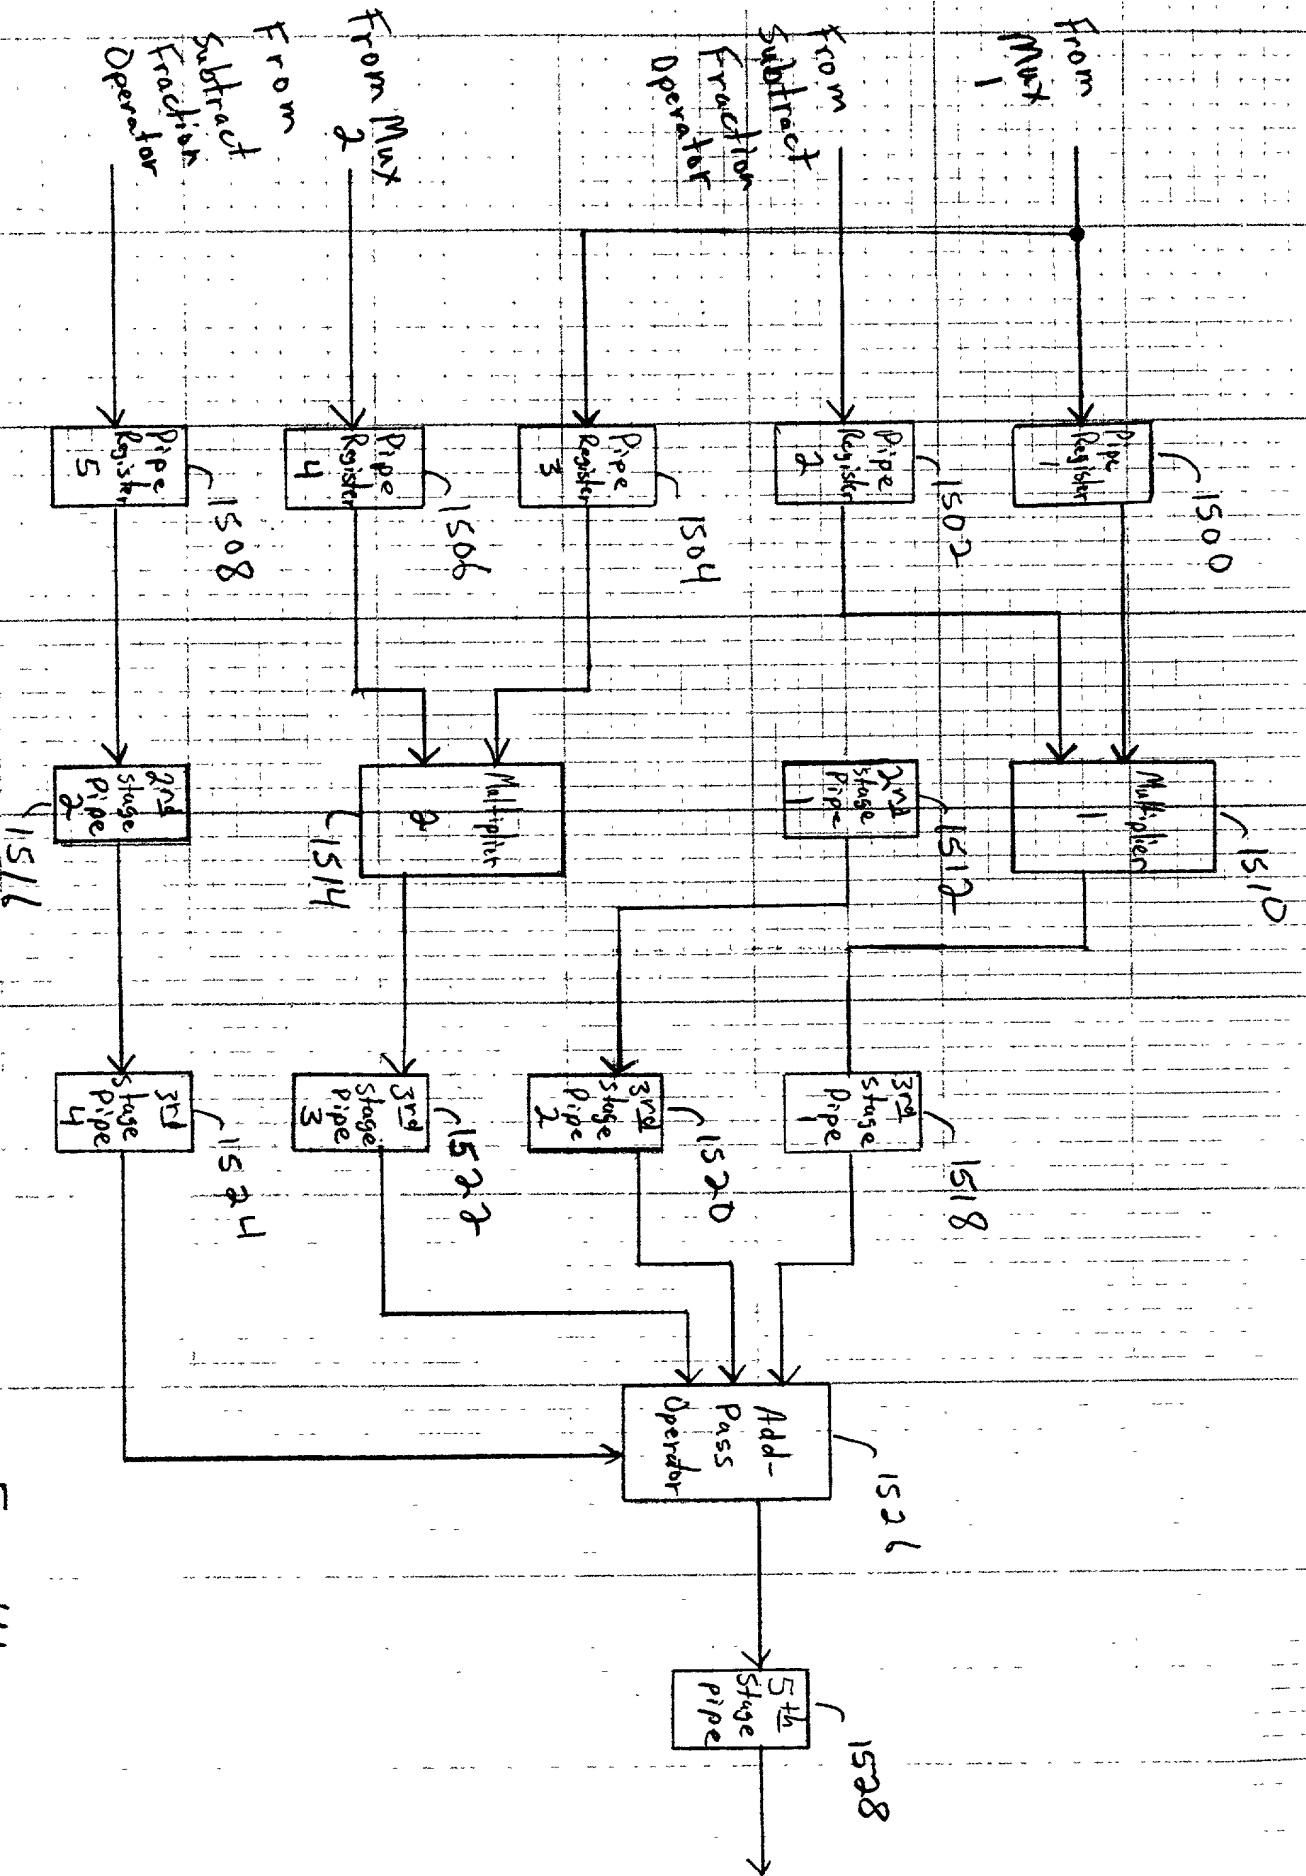 From
Mux
1
From
Subtract
Fraction
Operator
From Mux
2
From
Subtract
Fraction
Operator
Pipe
Register
1
1500
Pipe
Register
2
1502
Pipe
Register
3
1504
Pipe
Register
4
1506
Pipe
Register
5
1508
Multiplier
1
1510
2nd
stage
Pipe
1
1512
Multiplier
2
1514
2nd
stage
Pipe
2
1516
3rd
stage
Pipe
1
1518
3rd
stage
Pipe
2
1520
3rd
stage
Pipe
3
1522
3rd
stage
Pipe
4
1524
Add-
Pass
Operator
1526
5th
stage
Pipe
1528